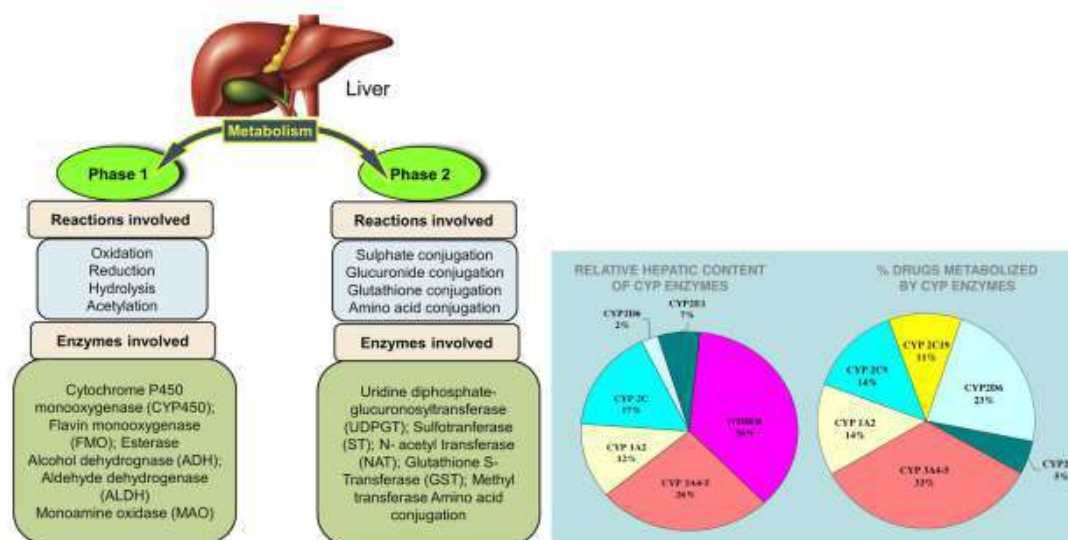 Liver
Metabolism
Phase 1
Reactions involved
Oxidation
Reduction
Hydrolysis
Acetylation
Enzymes involved
Cytochrome P450
monooxygenase (CYP450);
Flavin monooxygenase
(FMO); Esterase
Alcohol dehydrognase (ADH);
Aldehyde dehydrogenase
(ALDH)
Monoamine oxidase (MAO)
Phase 2
Reactions involved
Sulphate conjugation
Glucuronide conjugation
Glutathione conjugation
Amino acid conjugation
Enzymes involved
Uridine diphosphate-
glucuronosyltransferase
(UDPGT); Sulfotranferase
(ST); N- acetyl Transferase
(NAT); Glutathione S-
Transferase (GST); Methyl
transferase Amino acid
conjugation
RELATIVE HEPATIC CONTENT
OF CYP ENZYMES
CYP2D6
2%
CYP2E1
7%
CYP 2C
17%
OTHER
36%
CYP 1A2
12%
CYP 3A4-5
26%
% DRUGS METABOLIZED
BY CYP ENZYMES
CYP 2C19
11%
CYP 2C9
14%
CYP2D6
23%
CYP 1A2
14%
CYP 3A4-5
33%
5%